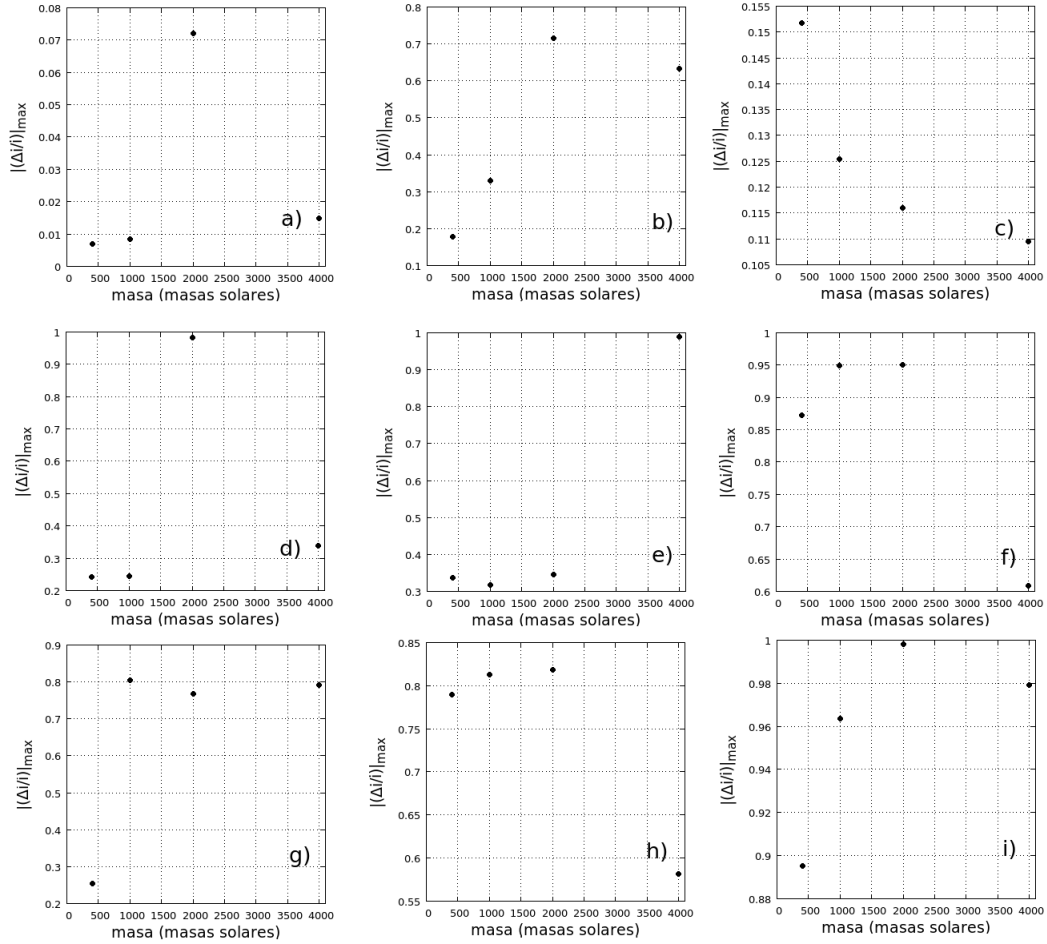 0.08
0.07
0.06
0.05
0.04
0.03
0.02
0.01
0
|(Δi/i)|max
a)
0 500 1000 1500 2000 2500 3000 3500 4000
masa (masas solares)
0.8
0.7
0.6
0.5
0.4
0.3
0.2
0.1
|(Δi/i)|max
b)
0 500 1000 1500 2000 2500 3000 3500 4000
masa (masas solares)
0.155
0.15
0.145
0.14
0.135
0.13
0.125
0.12
0.115
0.11
0.105
|(Δi/i)|max
c)
0 500 1000 1500 2000 2500 3000 3500 4000
masa (masas solares)
1
0.9
0.8
0.7
0.6
0.5
0.4
0.3
0.2
|(Δi/i)|max
d)
0 500 1000 1500 2000 2500 3000 3500 4000
masa (masas solares)
1
0.9
0.8
0.7
0.6
0.5
0.4
0.3
|(Δi/i)|max
e)
0 500 1000 1500 2000 2500 3000 3500 4000
masa (masas solares)
1
0.95
0.9
0.85
0.8
0.75
0.7
0.65
0.6
|(Δi/i)|max
f)
0 500 1000 1500 2000 2500 3000 3500 4000
masa (masas solares)
0.9
0.8
0.7
0.6
0.5
0.4
0.3
0.2
|(Δi/i)|max
g)
0 500 1000 1500 2000 2500 3000 3500 4000
masa (masas solares)
0.85
0.8
0.75
0.7
0.65
0.6
0.55
|(Δi/i)|max
h)
0 500 1000 1500 2000 2500 3000 3500 4000
masa (masas solares)
1
0.98
0.96
0.94
0.92
0.9
0.88
|(Δi/i)|max
i)
0 500 1000 1500 2000 2500 3000 3500 4000
masa (masas solares)